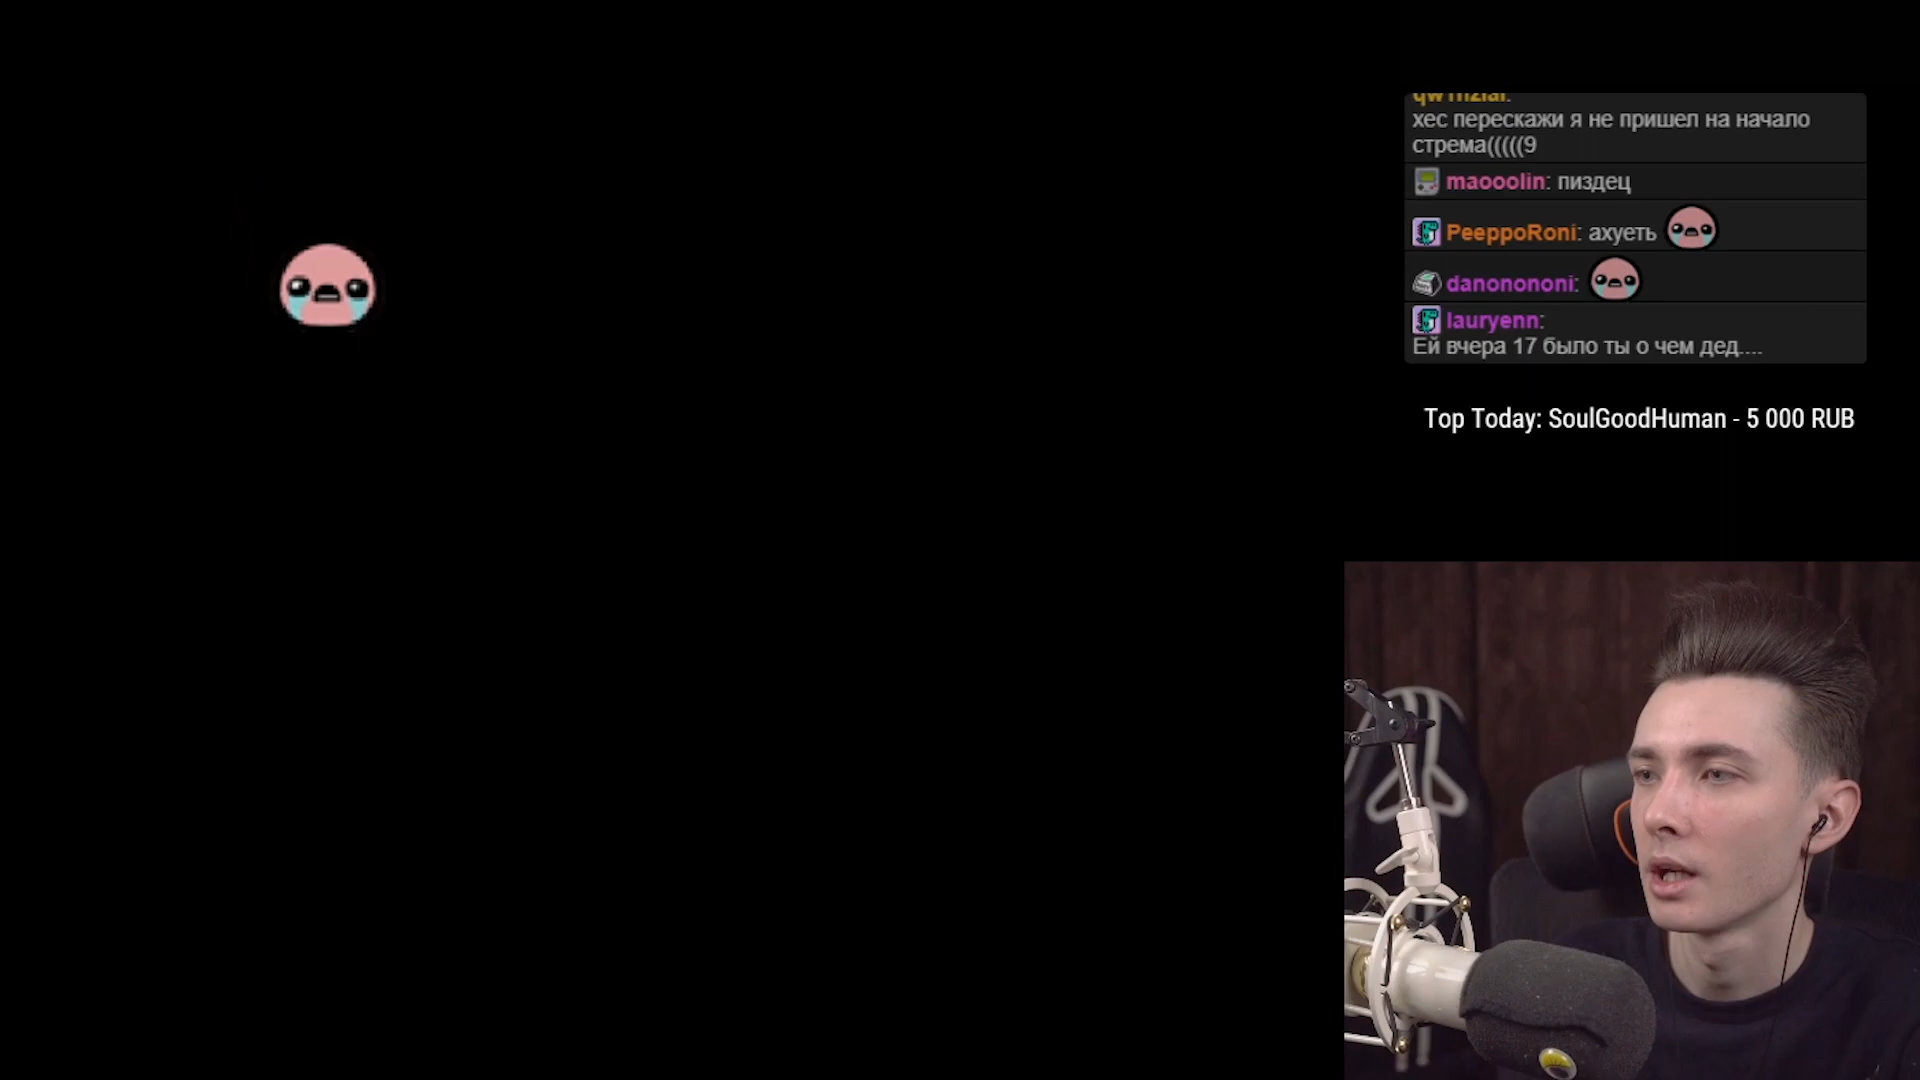 хес перескажи я не пришел на начало
стрема(((((9
maooolin: пиздец
PeeppoRoni: ахуеть
danonononi:
lauryenn:
Ей вчера 17 было ты о чем дед....
Top Today: SoulGoodHuman - 5 000 RUB